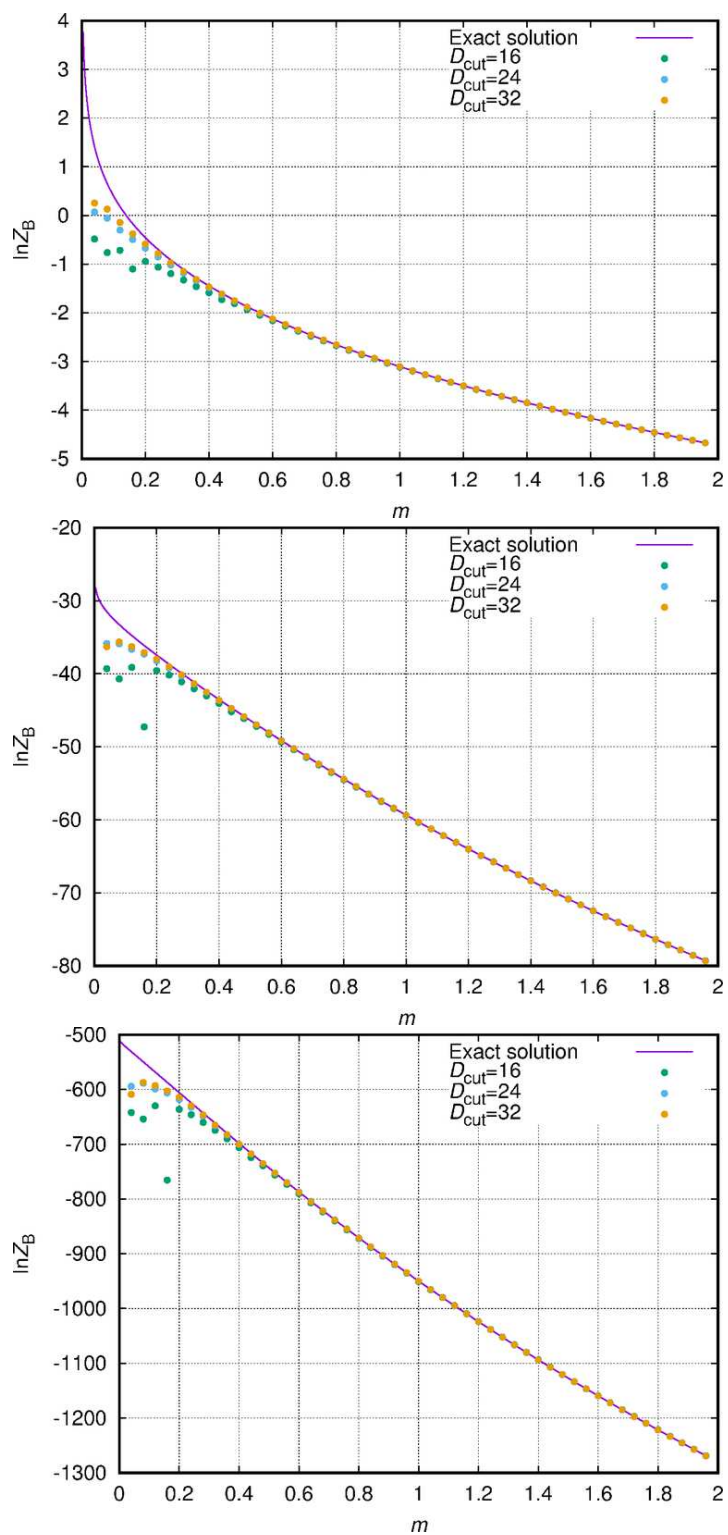 4
3
2
1
0
-1
-2
-3
-4
-5
lnZB
Exact solution
Dcut=16
Dcut=24
Dcut=32
0 0.2 0.4 0.6 0.8 1 1.2 1.4 1.6 1.8 2
m
-20
-30
-40
-50
-60
-70
-80
lnZB
Exact solution
Dcut=16
Dcut=24
Dcut=32
0 0.2 0.4 0.6 0.8 1 1.2 1.4 1.6 1.8 2
m
-500
-600
-700
-800
-900
-1000
-1100
-1200
-1300
lnZB
Exact solution
Dcut=16
Dcut=24
Dcut=32
0 0.2 0.4 0.6 0.8 1 1.2 1.4 1.6 1.8 2
m